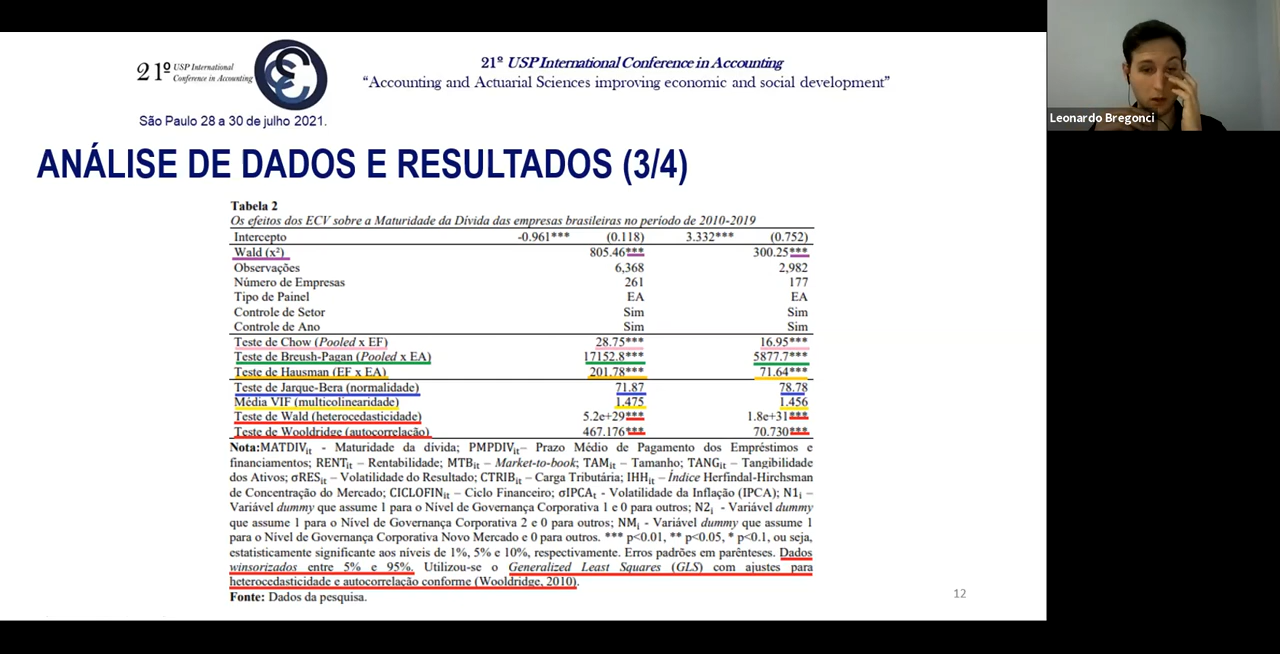 21º USP International
Conference in Accounting
21º USP International Conference in Accounting
“Accounting and Actuarial Sciences improving economic and social development”
São Paulo 28 a 30 de julho 2021.
Leonardo Bregonci
ANÁLISE DE DADOS E RESULTADOS (3/4)
Tabela 2
Os efeitos dos ECV sobre a Maturidade da Dívida das empresas brasileiras no período de 2010-2019
Intercepto -0.961*** (0.118) 3.332*** (0.752)
Wald (x²) 805.46*** 300.25***
Observações 6,368 2,982
Número de Empresas 261 177
Tipo de Painel EA EA
Controle de Setor Sim Sim
Controle de Ano Sim Sim
Teste de Chow (Pooled x EF) 28.75*** 16.95***
Teste de Breush-Pagan (Pooled x EA) 17152.8*** 5877.7***
Teste de Hausman (EF x EA) 201.78*** 71.64***
Teste de Jarque-Bera (normalidade) 71.87 78.78
Média VIF (multicolinearidade) 1.475 1.456
Teste de Wald (heterocedasticidade) 5.2e+29*** 1.8e+31***
Teste de Wooldridge (autocorrelação) 467.176*** 70.730***
Nota:MATDIVit - Maturidade da dívida; PMPDIVit– Prazo Médio de Pagamento dos Empréstimos e
financiamentos; RENTit – Rentabilidade; MTBit – Market-to-book; TAMit – Tamanho; TANGit – Tangibilidade
dos Ativos; σRESit – Volatilidade do Resultado; CTRIBit – Carga Tributária; IHHit – Índice Herfindal-Hirchsman
de Concentração do Mercado; CICLOFINit – Ciclo Financeiro; σIPCAt - Volatilidade da Inflação (IPCA); N1i –
Variável dummy que assume 1 para o Nível de Governança Corporativa 1 e 0 para outros; N2i - Variável dummy
que assume 1 para o Nível de Governança Corporativa 2 e 0 para outros; NMi - Variável dummy que assume 1
para o Nível de Governança Corporativa Novo Mercado e 0 para outros. *** p<0.01, ** p<0.05, * p<0.1, ou seja,
estatisticamente significante aos níveis de 1%, 5% e 10%, respectivamente. Erros padrões em parênteses. Dados
winsorizados entre 5% e 95%. Utilizou-se o Generalized Least Squares (GLS) com ajustes para
heterocedasticidade e autocorrelação conforme (Wooldridge, 2010).
Fonte: Dados da pesquisa.
12